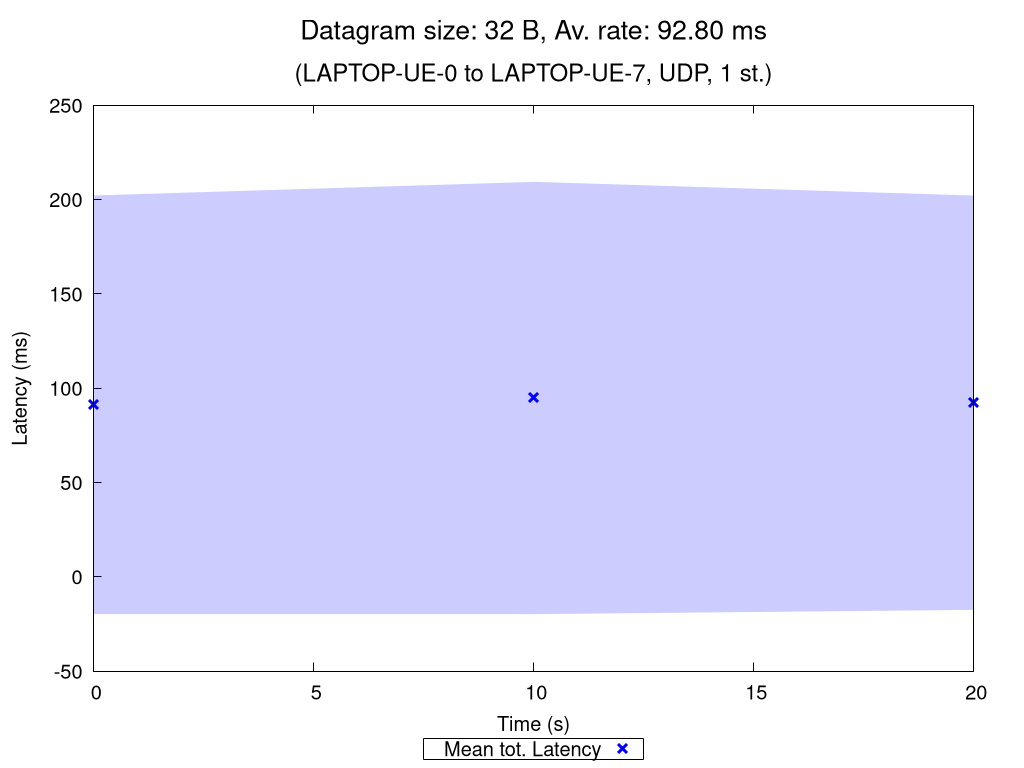 Datagram size: 32 B, Av. rate: 92.80 ms
(LAPTOP-UE-0 to LAPTOP-UE-7, UDP, 1 st.)
250
200
150
100
50
0
-50
Latency (ms)
0 5 10 15 20
Time (s)
Mean tot. Latency